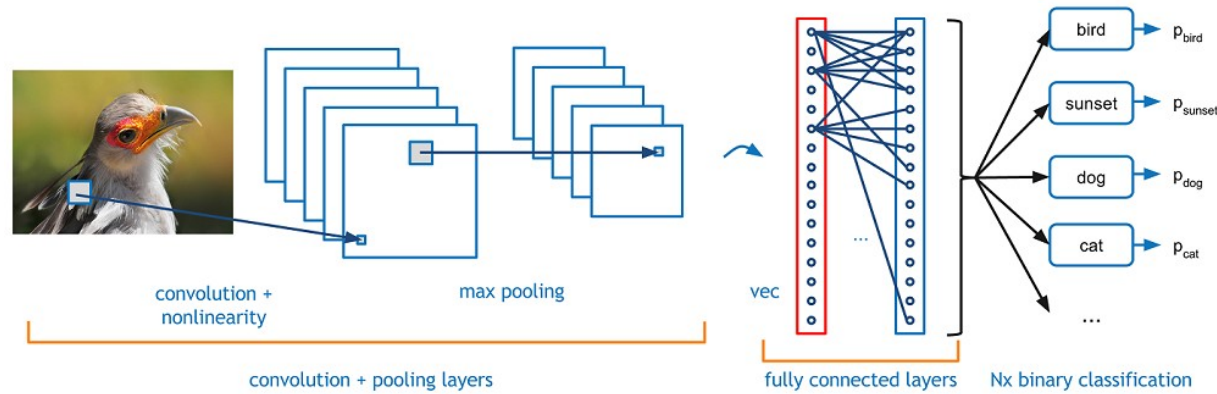 bird
p_bird
sunset
p_sunset
dog
p_dog
cat
p_cat
...
...
convolution +
nonlinearity
max pooling
vec
convolution + pooling layers
fully connected layers
Nx binary classification